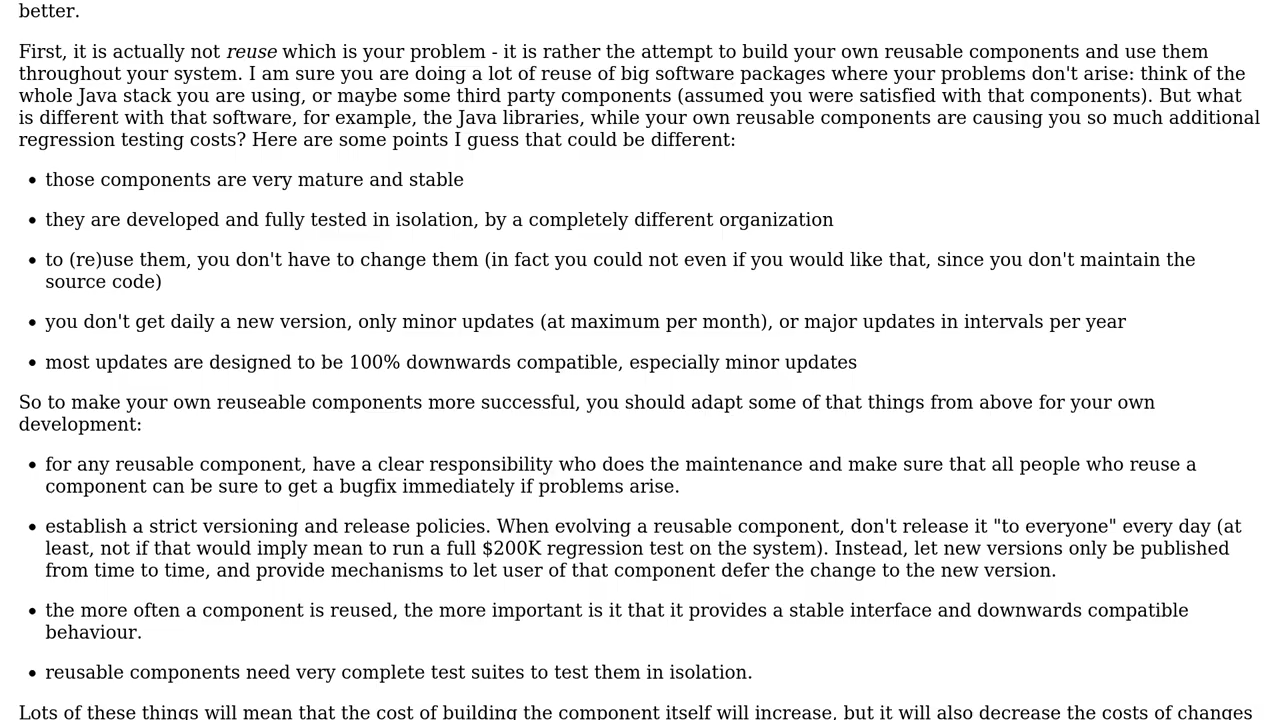 better.
First, it is actually not reuse which is your problem - it is rather the attempt to build your own reusable components and use them
throughout your system. I am sure you are doing a lot of reuse of big software packages where your problems don't arise: think of the
whole Java stack you are using, or maybe some third party components (assumed you were satisfied with that components). But what
is different with that software, for example, the Java libraries, while your own reusable components are causing you so much additional
regression testing costs? Here are some points I guess that could be different:
• those components are very mature and stable
• they are developed and fully tested in isolation, by a completely different organization
• to (re)use them, you don't have to change them (in fact you could not even if you would like that, since you don't maintain the
source code)
• you don't get daily a new version, only minor updates (at maximum per month), or major updates in intervals per year
• most updates are designed to be 100% downwards compatible, especially minor updates
So to make your own reuseable components more successful, you should adapt some of that things from above for your own
development:
• for any reusable component, have a clear responsibility who does the maintenance and make sure that all people who reuse a
component can be sure to get a bugfix immediately if problems arise.
• establish a strict versioning and release policies. When evolving a reusable component, don't release it "to everyone" every day (at
least, not if that would imply mean to run a full $200K regression test on the system). Instead, let new versions only be published
from time to time, and provide mechanisms to let user of that component defer the change to the new version.
• the more often a component is reused, the more important is it that it provides a stable interface and downwards compatible
behaviour.
• reusable components need very complete test suites to test them in isolation.
Lots of these things will mean that the cost of building the component itself will increase, but it will also decrease the costs of changes